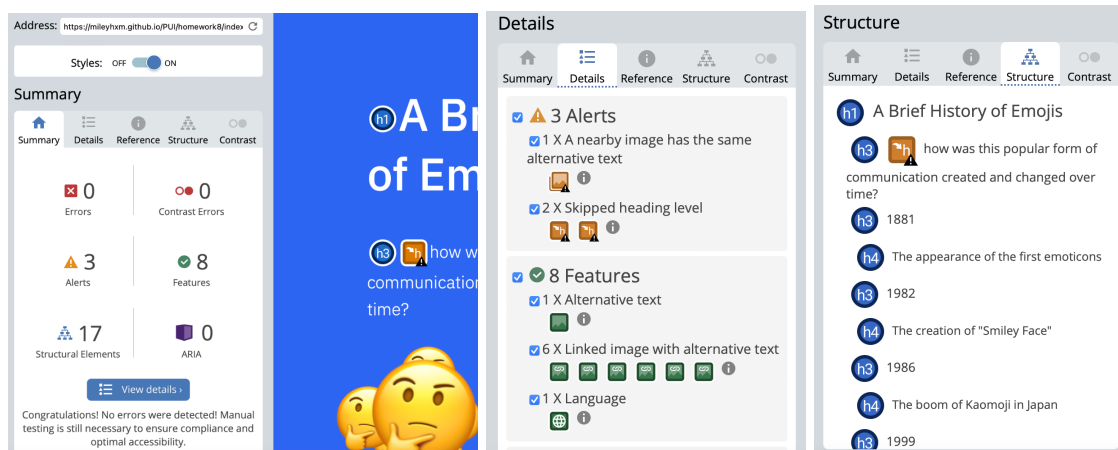 Address: https://mileyhxm.github.io/PUI/homework8/index
Styles: OFF ON
Summary
Summary Details Reference Structure Contrast
0
Errors
0
Contrast Errors
3
Alerts
8
Features
17
Structural Elements
0
ARIA
View details ›
Congratulations! No errors were detected! Manual
testing is still necessary to ensure compliance and
optimal accessibility.
h1 A Br
of Em
h3 h how w
communication
time?
Details
Summary Details Reference Structure Contrast
3 Alerts
1 X A nearby image has the same
alternative text
2 X Skipped heading level
h h
8 Features
1 X Alternative text
6 X Linked image with alternative text
1 X Language
Structure
Summary Details Reference Structure Contrast
h1 A Brief History of Emojis
h3 h how was this popular form of
communication created and changed over
time?
h3 1881
h4 The appearance of the first emoticons
h3 1982
h4 The creation of "Smiley Face"
h3 1986
h4 The boom of Kaomoji in Japan
h3 1999